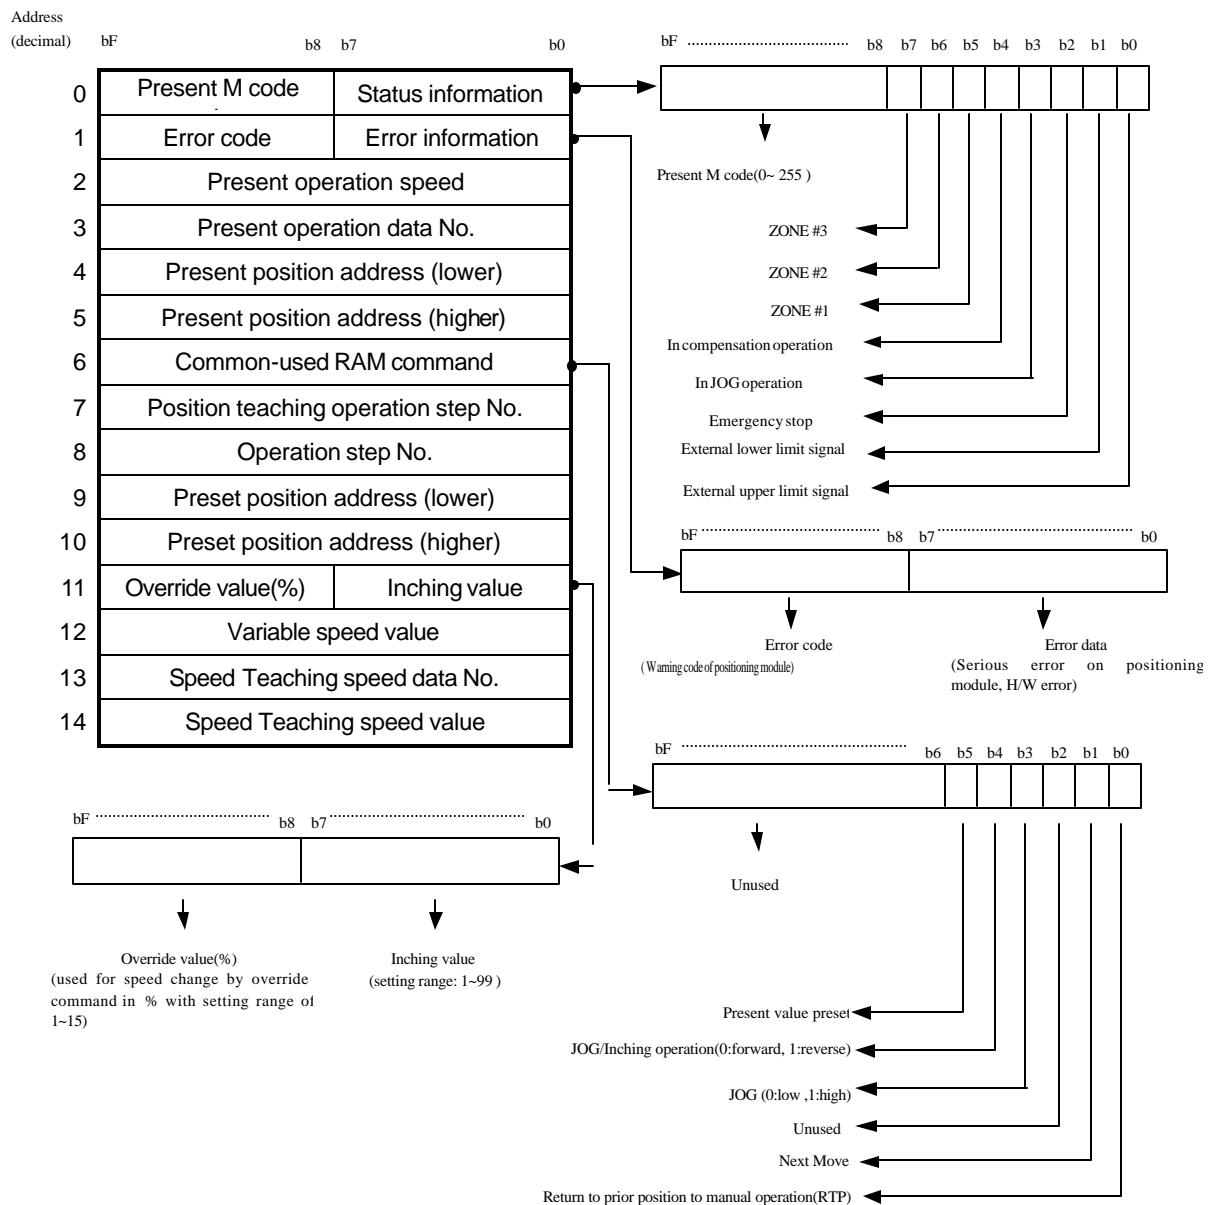 Address
(decimal) bF b8 b7 b0
0 Present M code Status information
1 Error code Error information
2 Present operation speed
3 Present operation data No.
4 Present position address (lower)
5 Present position address (higher)
6 Common-used RAM command
7 Position teaching operation step No.
8 Operation step No.
9 Preset position address (lower)
10 Preset position address (higher)
11 Override value(%) Inching value
12 Variable speed value
13 Speed Teaching speed data No.
14 Speed Teaching speed value
bF b8 b7 b6 b5 b4 b3 b2 b1 b0
Present M code(0~ 255 )
ZONE #3
ZONE #2
ZONE #1
In compensation operation
In JOG operation
Emergency stop
External lower limit signal
External upper limit signal
bF b8 b7 b0
Error code
( Warning code of positioning module)
Error data
(Serious error on positioning
module, H/W error)
bF b6 b5 b4 b3 b2 b1 b0
Unused
Present value preset
JOG/Inching operation(0:forward, 1:reverse)
JOG (0:low ,1:high)
Unused
Next Move
Return to prior position to manual operation(RTP)
bF b8 b7 b0
Override value(%)
(used for speed change by override
command in % with setting range of
1~15)
Inching value
(setting range: 1~99 )